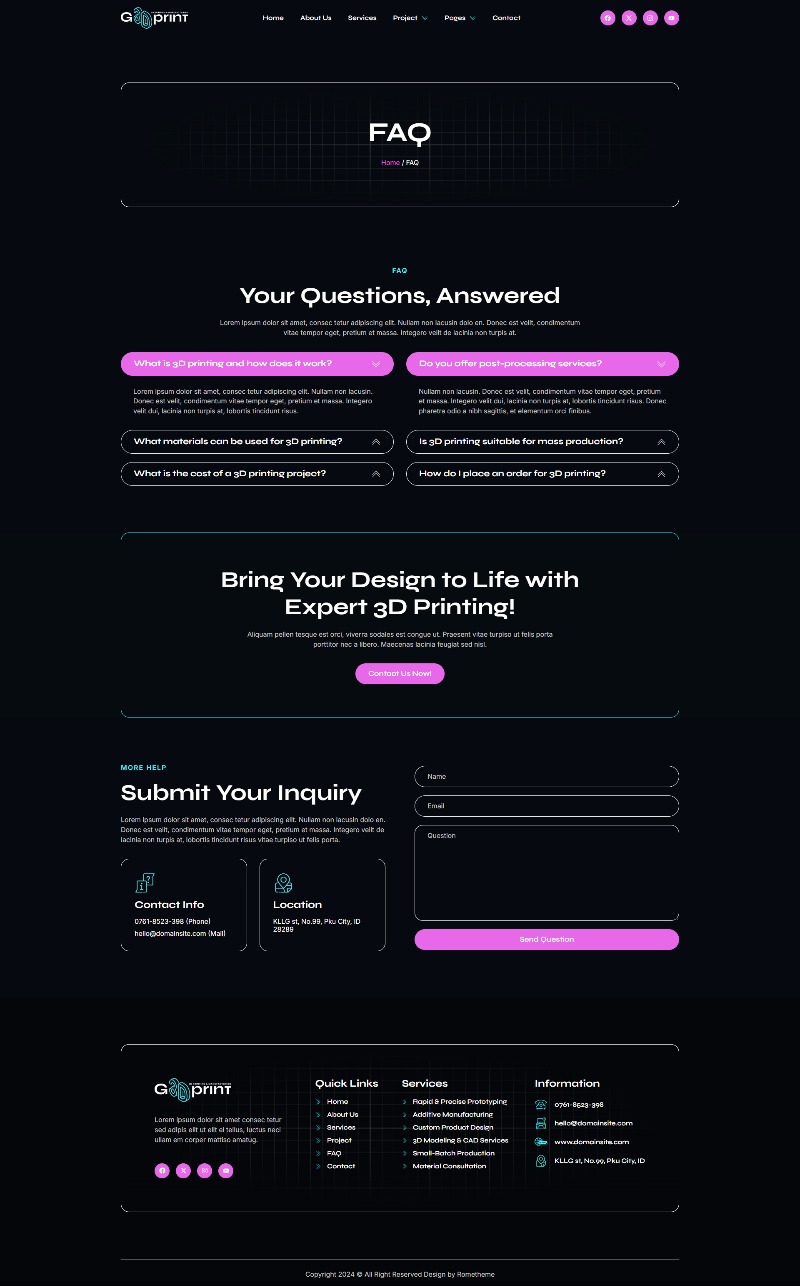 Gadprint
Home About Us Services Project Pages Contact
FAQ
Home / FAQ
FAQ
Your Questions, Answered
Lorem ipsum dolor sit amet, consec tetur adipiscing elit. Nullam non lacusin dolo en. Donec est velit, condimentum
vitae tempor eget, pretium et massa. Integero velit de lacinia non turpis at.
What is 3D printing and how does it work?
Lorem ipsum dolor sit amet, consec tetur adipiscing elit. Nullam non lacusin.
Donec est velit, condimentum vitae tempor eget, pretium et massa. Integero
velit dui, lacinia non turpis at, lobortis tincidunt risus.
What materials can be used for 3D printing?
What is the cost of a 3D printing project?
Do you offer post-processing services?
Nullam non lacusin. Donec est velit, condimentum vitae tempor eget, pretium
et massa. Integero velit dui, lacinia non turpis at, lobortis tincidunt risus. Donec
pharetra odio a nibh sagittis, et elementum orci finibus.
Is 3D printing suitable for mass production?
How do I place an order for 3D printing?
Bring Your Design to Life with
Expert 3D Printing!
Aliquam pellen tesque est orci, viverra sodales est congue ut. Praesent vitae turpiso ut felis porta
porttitor nec a libero. Maecenas lacinia feugiat sed nisl.
Contact Us Now!
MORE HELP
Submit Your Inquiry
Lorem ipsum dolor sit amet, consec tetur adipiscing elit. Nullam non lacusin dolo en.
Donec est velit, condimentum vitae tempor eget, pretium et massa. Integero velit de
lacinia non turpis at, lobortis tincidunt risus vitae turpiso ut felis porta.
Contact Info
0761-8523-398 (Phone)
hello@domainsite.com (Mail)
Location
KLLG st, No.99, Pku City, ID
28289
Name
Email
Question
Send Question
Gadprint
Lorem ipsum dolor sit amet consec tetur
sed adipis elit ut elit el tellus, luctus naci
ullam em corper mattiso amatug.
Quick Links
Home
About Us
Services
Project
FAQ
Contact
Services
Rapid & Precise Prototyping
Additive Manufacturing
Custom Product Design
3D Modeling & CAD Services
Small-Batch Production
Material Consultation
Information
0761-8523-398
hello@domainsite.com
www.domainsite.com
KLLG st, No.99, Pku City, ID
Copyright 2024 © All Right Reserved Design by Rometheme